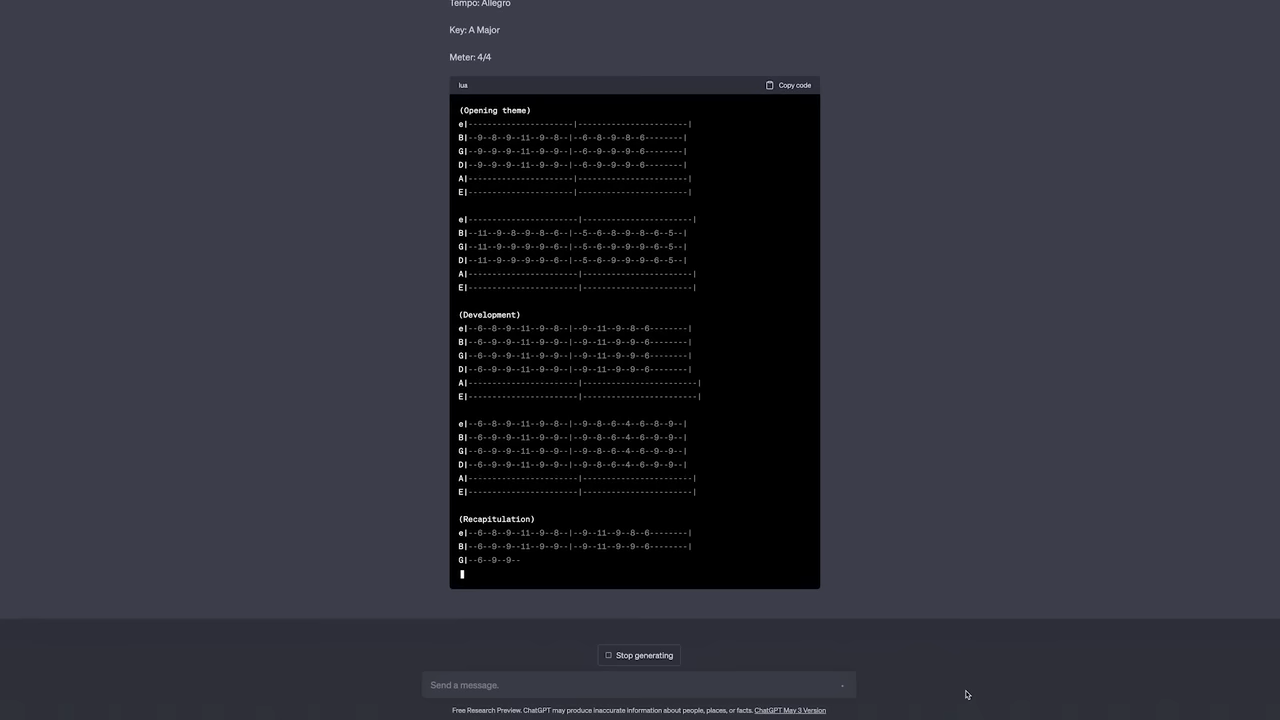 Tempo: Allegro
Key: A Major
Meter: 4/4
lua
Copy code
(Opening theme)
e|----------------------|-----------------------|
B|--9--8--9--11--9--8--|--6--8--9--8--6--------|
G|--9--9--9--11--9--9--|--6--9--9--9--6--------|
D|--9--9--9--11--9--9--|--6--9--9--9--6--------|
A|----------------------|-----------------------|
E|----------------------|-----------------------|
e|-----------------------|-----------------------|
B|--11--9--8--9--8--6--|--5--6--8--9--8--6--5--|
G|--11--9--9--9--9--6--|--5--6--9--9--9--6--5--|
D|--11--9--9--9--9--6--|--5--6--9--9--9--6--5--|
A|-----------------------|-----------------------|
E|-----------------------|-----------------------|
(Development)
e|--6--8--9--11--9--8--|--9--11--9--8--6--------|
B|--6--9--9--11--9--9--|--9--11--9--9--6--------|
G|--6--9--9--11--9--9--|--9--11--9--9--6--------|
D|--6--9--9--11--9--9--|--9--11--9--9--6--------|
A|-----------------------|------------------------|
E|-----------------------|------------------------|
e|--6--8--9--11--9--8--|--9--8--6--4--6--8--9--|
B|--6--9--9--11--9--9--|--9--8--6--4--6--9--9--|
G|--6--9--9--11--9--9--|--9--8--6--4--6--9--9--|
D|--6--9--9--11--9--9--|--9--8--6--4--6--9--9--|
A|-----------------------|-----------------------|
E|-----------------------|-----------------------|
(Recapitulation)
e|--6--8--9--11--9--8--|--9--11--9--8--6--------|
B|--6--9--9--11--9--9--|--9--11--9--9--6--------|
G|--6--9--9--
Stop generating
Send a message.
Free Research Preview. ChatGPT may produce inaccurate information about people, places, or facts. ChatGPT May 3 Version